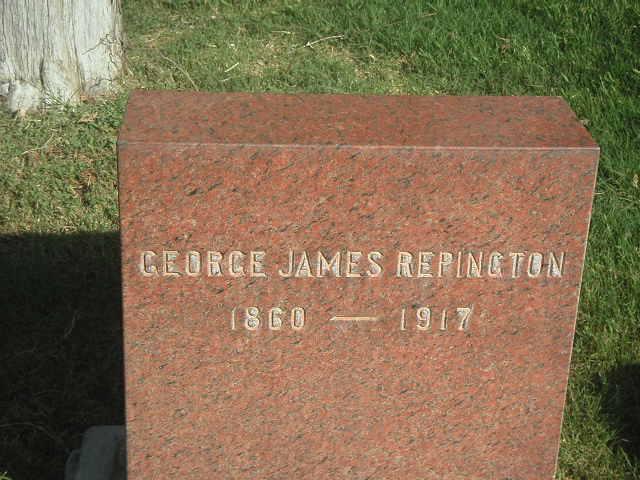 GEORGE JAMES REPINGTON
1860 — 1917